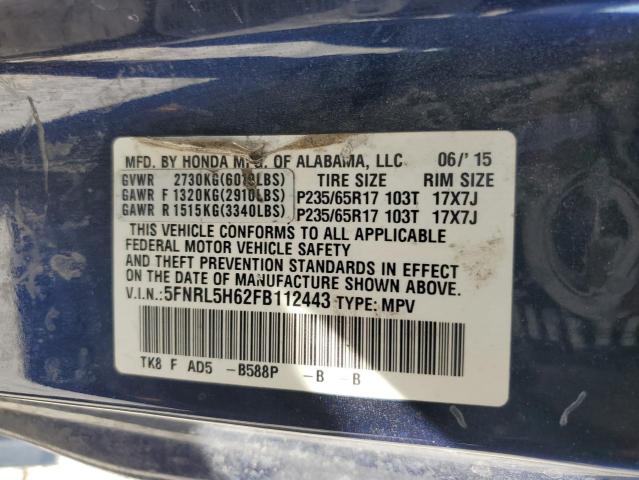 MFD. BY HONDA MFG. OF ALABAMA, LLC 06/'15
GVWR 2730KG(6019LBS) TIRE SIZE RIM SIZE
GAWR F 1320KG(2910LBS) P235/65R17 103T 17X7J
GAWR R 1515KG(3340LBS) P235/65R17 103T 17X7J
THIS VEHICLE CONFORMS TO ALL APPLICABLE
FEDERAL MOTOR VEHICLE SAFETY
AND THEFT PREVENTION STANDARDS IN EFFECT
ON THE DATE OF MANUFACTURE SHOWN ABOVE.
V.I.N.:5FNRL5H62FB112443 TYPE: MPV
TK8 F AD5 -B588P -B -B